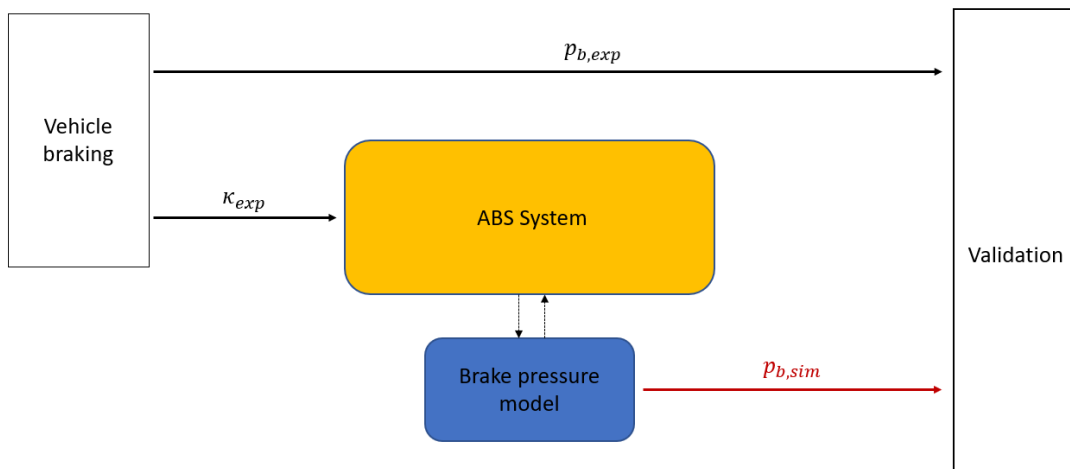 p_{b,exp}
Vehicle
braking
κ_{exp}
ABS System
Validation
Brake pressure
model
p_{b,sim}